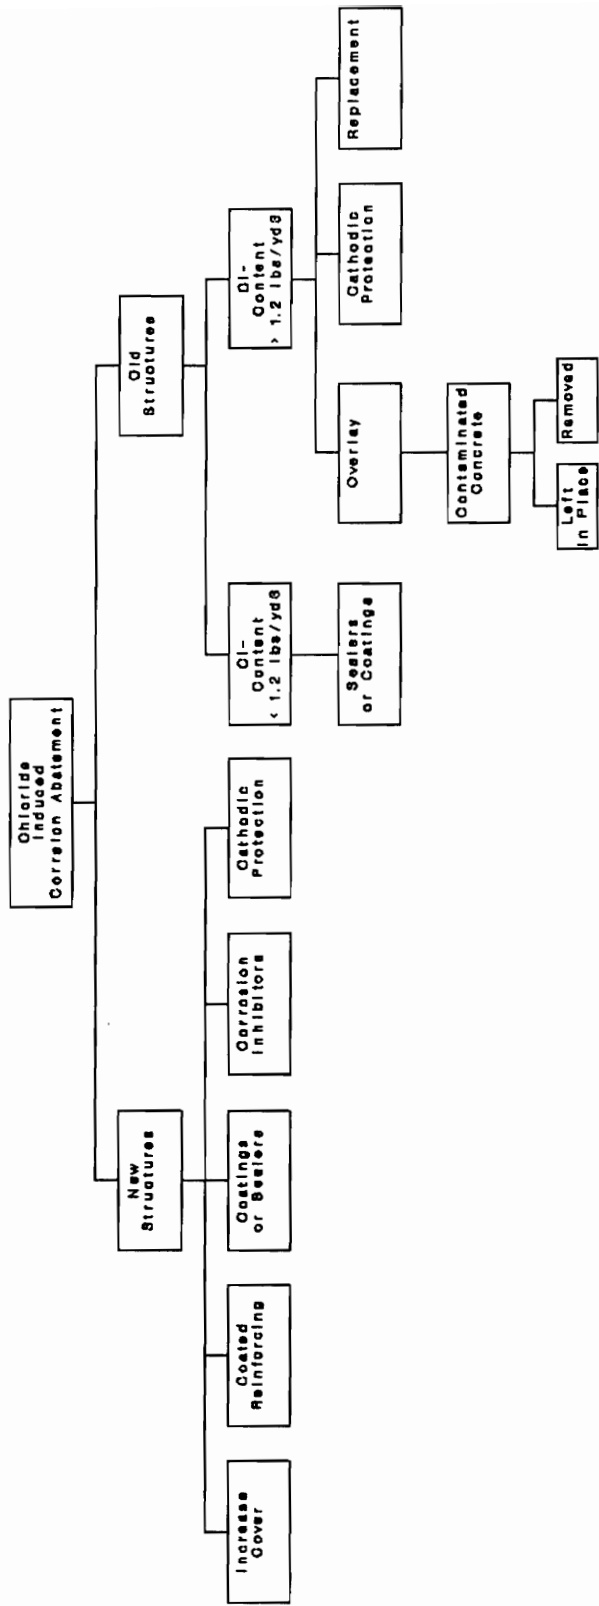 Chloride
Induced
Corrsion Abatement
New
Structures
Old
Structures
Increase
Cover
Coated
Reinforcing
Coatings
or Sealers
Corrosion
Inhibitors
Cathodic
Protection
Cl-
Content
< 1.2 lbs/yd3
Cl-
Content
> 1.2 lbs/yd3
Sealers
or Coatings
Overlay
Cathodic
Protection
Replacement
Contaminated
Concrete
Left
In Place
Removed